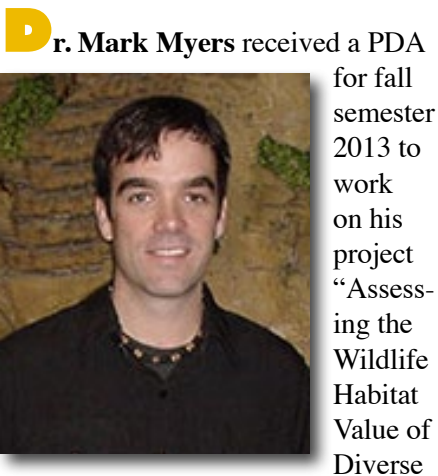 Dr. Mark Myers received a PDA
for fall
semester
2013 to
work
on his
project
“Assess-
ing the
Wildlife
Habitat
Value of
Diverse